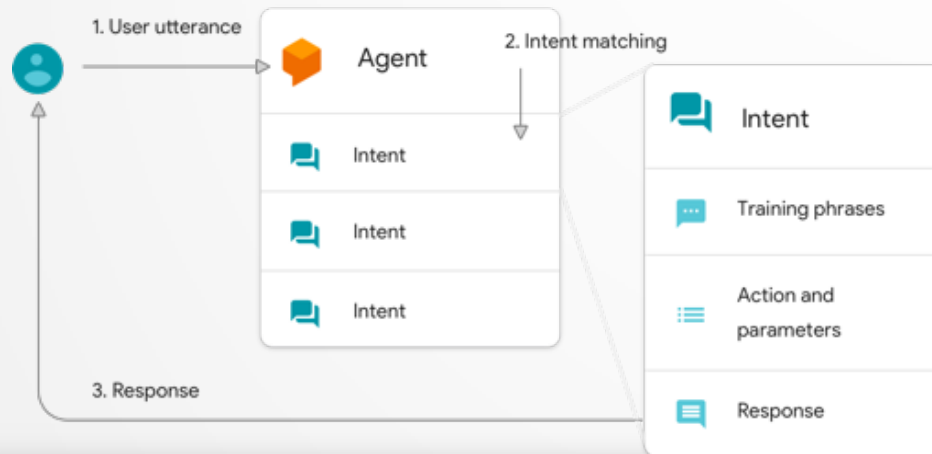 1. User utterance
Agent
2. Intent matching
Intent
Intent
Intent
Intent
Training phrases
Action and
parameters
Response
3. Response